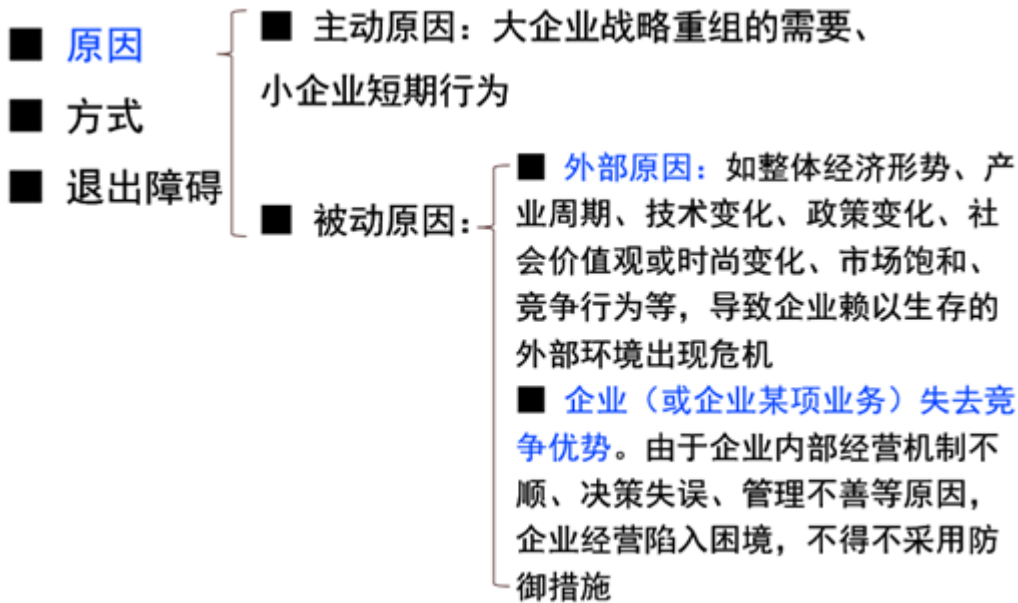 ■ 原因
■ 方式
■ 退出障碍
■ 主动原因：大企业战略重组的需要、
小企业短期行为
■ 被动原因：
■ 外部原因：如整体经济形势、产
业周期、技术变化、政策变化、社
会价值观或时尚变化、市场饱和、
竞争行为等，导致企业赖以生存的
外部环境出现危机
■ 企业（或企业某项业务）失去竞
争优势。由于企业内部经营机制不
顺、决策失误、管理不善等原因，
企业经营陷入困境，不得不采用防
御措施